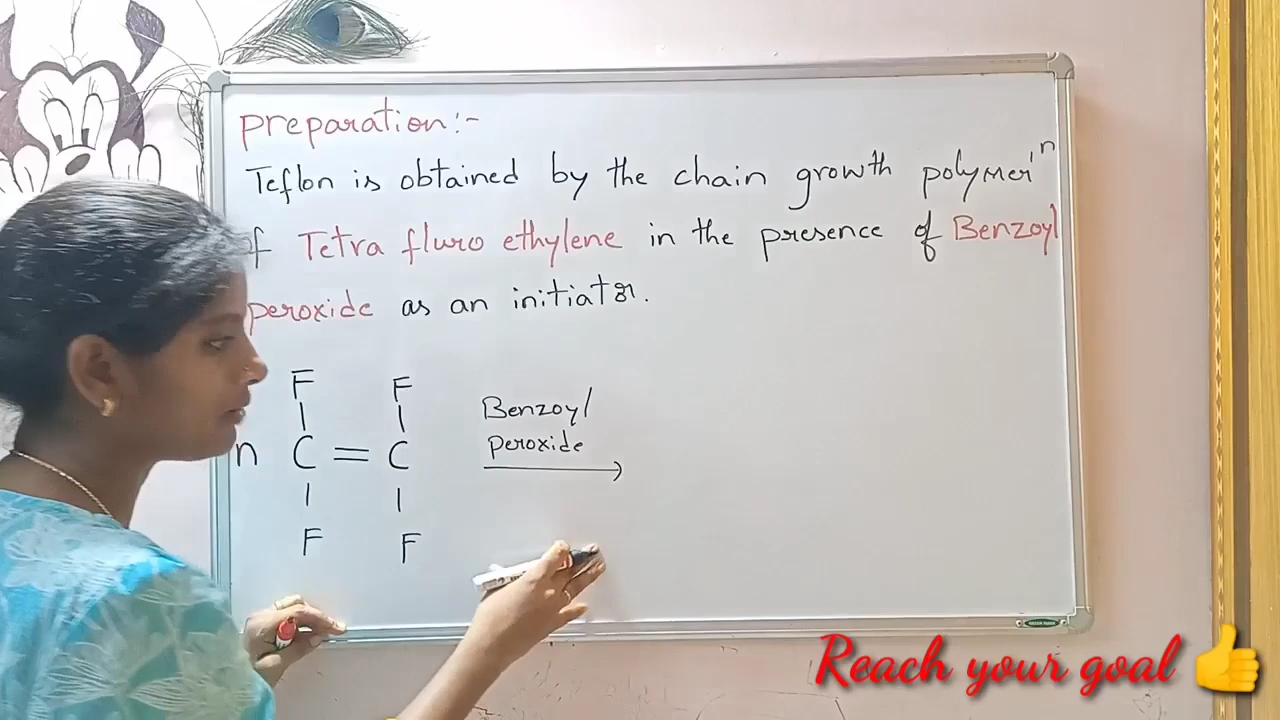 preparation:-
Teflon is obtained by the chain growth polymer'n
of Tetra fluro ethylene in the presence of Benzoyl
peroxide as an initiator.
F F
Benzoyl
peroxide
n C = C
F F
Reach your goal 👍